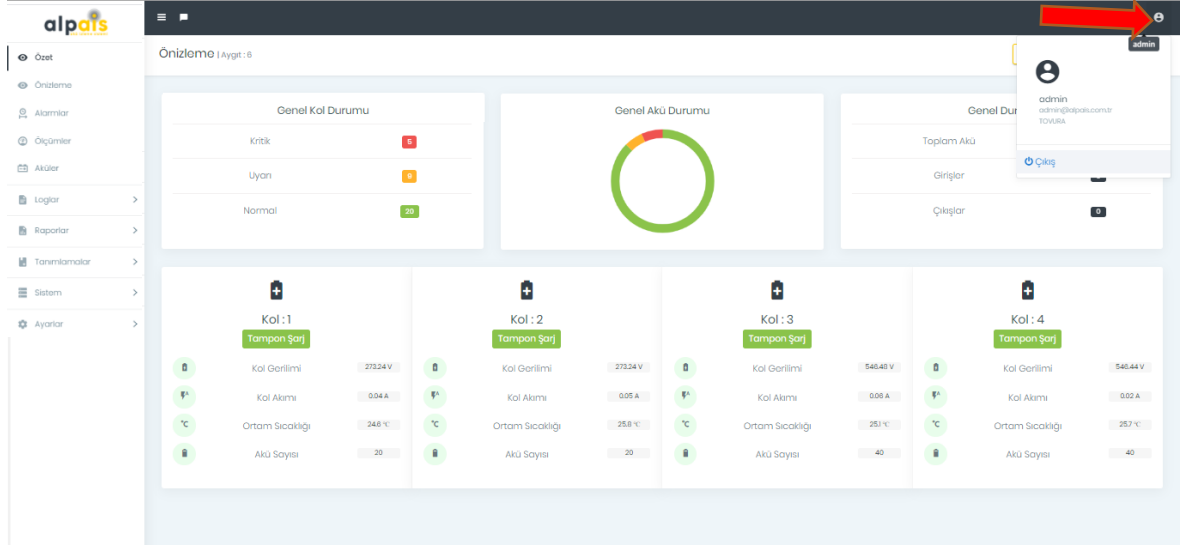 alpais
Özet
Önizleme
Alarmlar
Ölçümler
Aküler
Loglar
Raporlar
Tanımlamalar
Sistem
Ayarlar
Önizleme | Aygıt : 6
admin
admin
admin@alpais.com.tr
TOVURA
Çıkış
Genel Kol Durumu
Kritik 5
Uyarı 9
Normal 20
Genel Akü Durumu
Genel Dur
Toplam Akü
Girişler
Çıkışlar 0
Kol : 1
Tampon Şarj
Kol Gerilimi 273.24 V
Kol Akımı 0.04 A
Ortam Sıcaklığı 24.6 °C
Akü Sayısı 20
Kol : 2
Tampon Şarj
Kol Gerilimi 273.24 V
Kol Akımı 0.05 A
Ortam Sıcaklığı 25.8 °C
Akü Sayısı 20
Kol : 3
Tampon Şarj
Kol Gerilimi 546.48 V
Kol Akımı 0.06 A
Ortam Sıcaklığı 25.1 °C
Akü Sayısı 40
Kol : 4
Tampon Şarj
Kol Gerilimi 546.44 V
Kol Akımı 0.02 A
Ortam Sıcaklığı 25.7 °C
Akü Sayısı 40